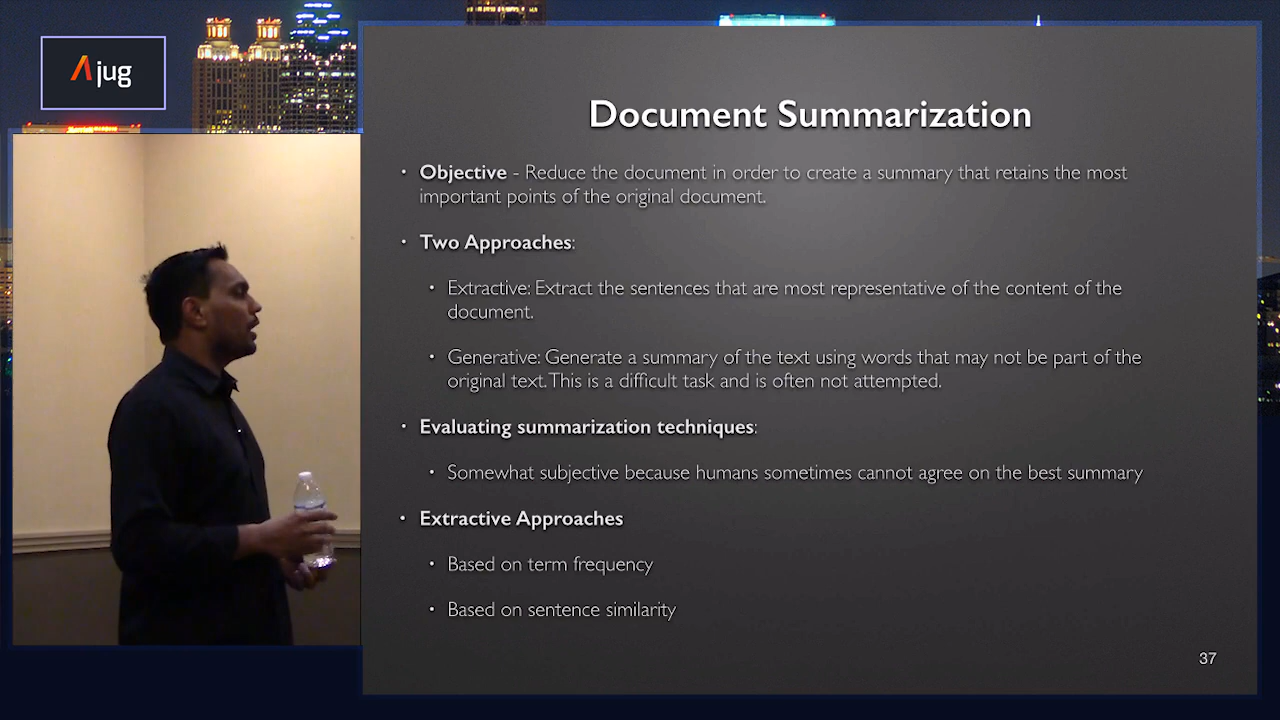 ajug
Document Summarization
• Objective - Reduce the document in order to create a summary that retains the most
important points of the original document.
• Two Approaches:
• Extractive: Extract the sentences that are most representative of the content of the
document.
• Generative: Generate a summary of the text using words that may not be part of the
original text. This is a difficult task and is often not attempted.
• Evaluating summarization techniques:
• Somewhat subjective because humans sometimes cannot agree on the best summary
• Extractive Approaches
• Based on term frequency
• Based on sentence similarity
37